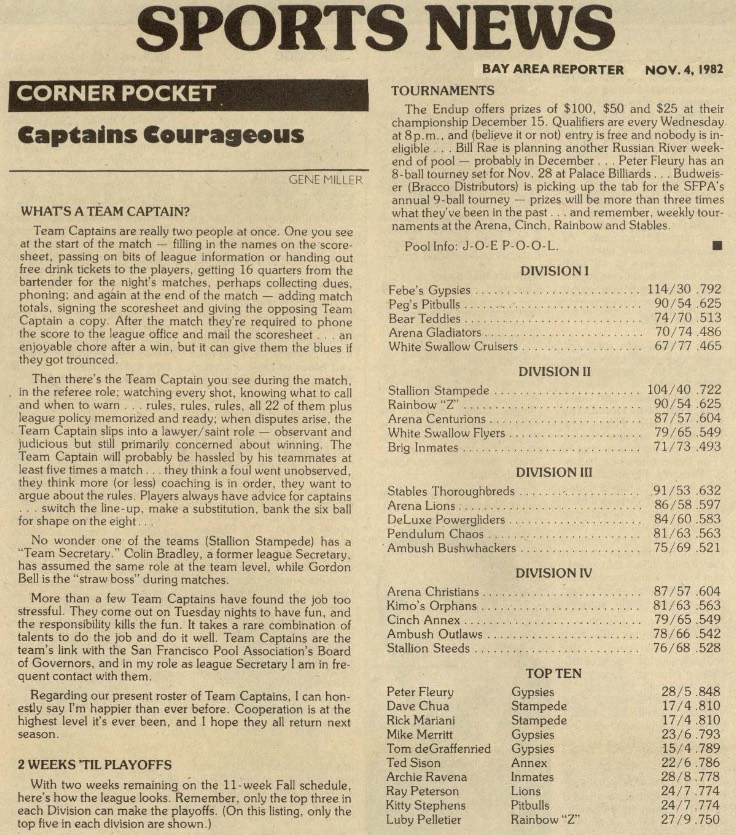 SPORTS NEWS
BAY AREA REPORTER NOV. 4, 1982
CORNER POCKET
Captains Courageous
GENE MILLER
WHAT'S A TEAM CAPTAIN?
Team Captains are really two people at once. One you see
at the start of the match — filling in the names on the score-
sheet, passing on bits of league information or handing out
free drink tickets to the players, getting 16 quarters from the
bartender for the night's matches, perhaps collecting dues,
phoning; and again at the end of the match — adding match
totals, signing the scoresheet and giving the opposing Team
Captain a copy. After the match they're required to phone
the score to the league office and mail the scoresheet . . . an
enjoyable chore after a win, but it can give them the blues if
they got trounced.
Then there's the Team Captain you see during the match,
in the referee role; watching every shot, knowing what to call
and when to warn . . . rules, rules, rules, all 22 of them plus
league policy memorized and ready; when disputes arise, the
Team Captain slips into a lawyer/saint role — observant and
judicious but still primarily concerned about winning. The
Team Captain will probably be hassled by his teammates at
least five times a match . . . they think a foul went unobserved,
they think more (or less) coaching is in order, they want to
argue about the rules. Players always have advice for captains
. . . switch the line-up, make a substitution, bank the six ball
for shape on the eight . . .
No wonder one of the teams (Stallion Stampede) has a
"Team Secretary." Colin Bradley, a former league Secretary,
has assumed the same role at the team level, while Gordon
Bell is the "straw boss" during matches.
More than a few Team Captains have found the job too
stressful. They come out on Tuesday nights to have fun, and
the responsibility kills the fun. It takes a rare combination of
talents to do the job and do it well. Team Captains are the
team's link with the San Francisco Pool Association's Board
of Governors, and in my role as league Secretary I am in fre-
quent contact with them.
Regarding our present roster of Team Captains, I can hon-
estly say I'm happier than ever before. Cooperation is at the
highest level it's ever been, and I hope they all return next
season.
2 WEEKS 'TIL PLAYOFFS
With two weeks remaining on the 11-week Fall schedule,
here's how the league looks. Remember, only the top three in
each Division can make the playoffs. (On this listing, only the
top five in each division are shown.)
TOURNAMENTS
The Endup offers prizes of $100, $50 and $25 at their
championship December 15. Qualifiers are every Wednesday
at 8 p.m., and (believe it or not) entry is free and nobody is in-
eligible . . . Bill Rae is planning another Russian River week-
end of pool — probably in December . . . Peter Fleury has an
8-ball tourney set for Nov. 28 at Palace Billiards . . . Budweis-
er (Bracco Distributors) is picking up the tab for the SFPA's
annual 9-ball tourney — prizes will be more than three times
what they've been in the past . . . and remember, weekly tour-
naments at the Arena, Cinch, Rainbow and Stables.
Pool Info: J-O-E P-O-O-L.
DIVISION I
Febe's Gypsies . . . . . . . . . . . . . . . . . . . . . 114/30 .792
Peg's Pitbulls . . . . . . . . . . . . . . . . . . . . . 90/54 .625
Bear Teddies . . . . . . . . . . . . . . . . . . . . . 74/70 .513
Arena Gladiators . . . . . . . . . . . . . . . . . . . . 70/74 .486
White Swallow Cruisers . . . . . . . . . . . . . . . 67/77 .465
DIVISION II
Stallion Stampede . . . . . . . . . . . . . . . . . . . 104/40 .722
Rainbow "Z" . . . . . . . . . . . . . . . . . . . . . . 90/54 .625
Arena Centurions . . . . . . . . . . . . . . . . . . . 87/57 .604
White Swallow Flyers . . . . . . . . . . . . . . . . 79/65 .549
Brig Inmates . . . . . . . . . . . . . . . . . . . . . . 71/73 .493
DIVISION III
Stables Thoroughbreds . . . . . . . . . . . . . . . 91/53 .632
Arena Lions . . . . . . . . . . . . . . . . . . . . . . 86/58 .597
DeLuxe Powergliders . . . . . . . . . . . . . . . . 84/60 .583
Pendulum Chaos . . . . . . . . . . . . . . . . . . . 81/63 .563
Ambush Bushwhackers . . . . . . . . . . . . . . . 75/69 .521
DIVISION IV
Arena Christians . . . . . . . . . . . . . . . . . . . . 87/57 .604
Kimo's Orphans . . . . . . . . . . . . . . . . . . . . 81/63 .563
Cinch Annex . . . . . . . . . . . . . . . . . . . . . . 79/65 .549
Ambush Outlaws . . . . . . . . . . . . . . . . . . . 78/66 .542
Stallion Steeds . . . . . . . . . . . . . . . . . . . . . 76/68 .528
TOP TEN
Peter Fleury Gypsies 28/5 .848
Dave Chua Stampede 17/4 .810
Rick Mariani Stampede 17/4 .810
Mike Merritt Gypsies 23/6 .793
Tom deGraffenried Gypsies 15/4 .789
Ted Sison Annex 22/6 .786
Archie Ravena Inmates 28/8 .778
Ray Peterson Lions 24/7 .774
Kitty Stephens Pitbulls 24/7 .774
Luby Pelletier Rainbow "Z" 27/9 .750